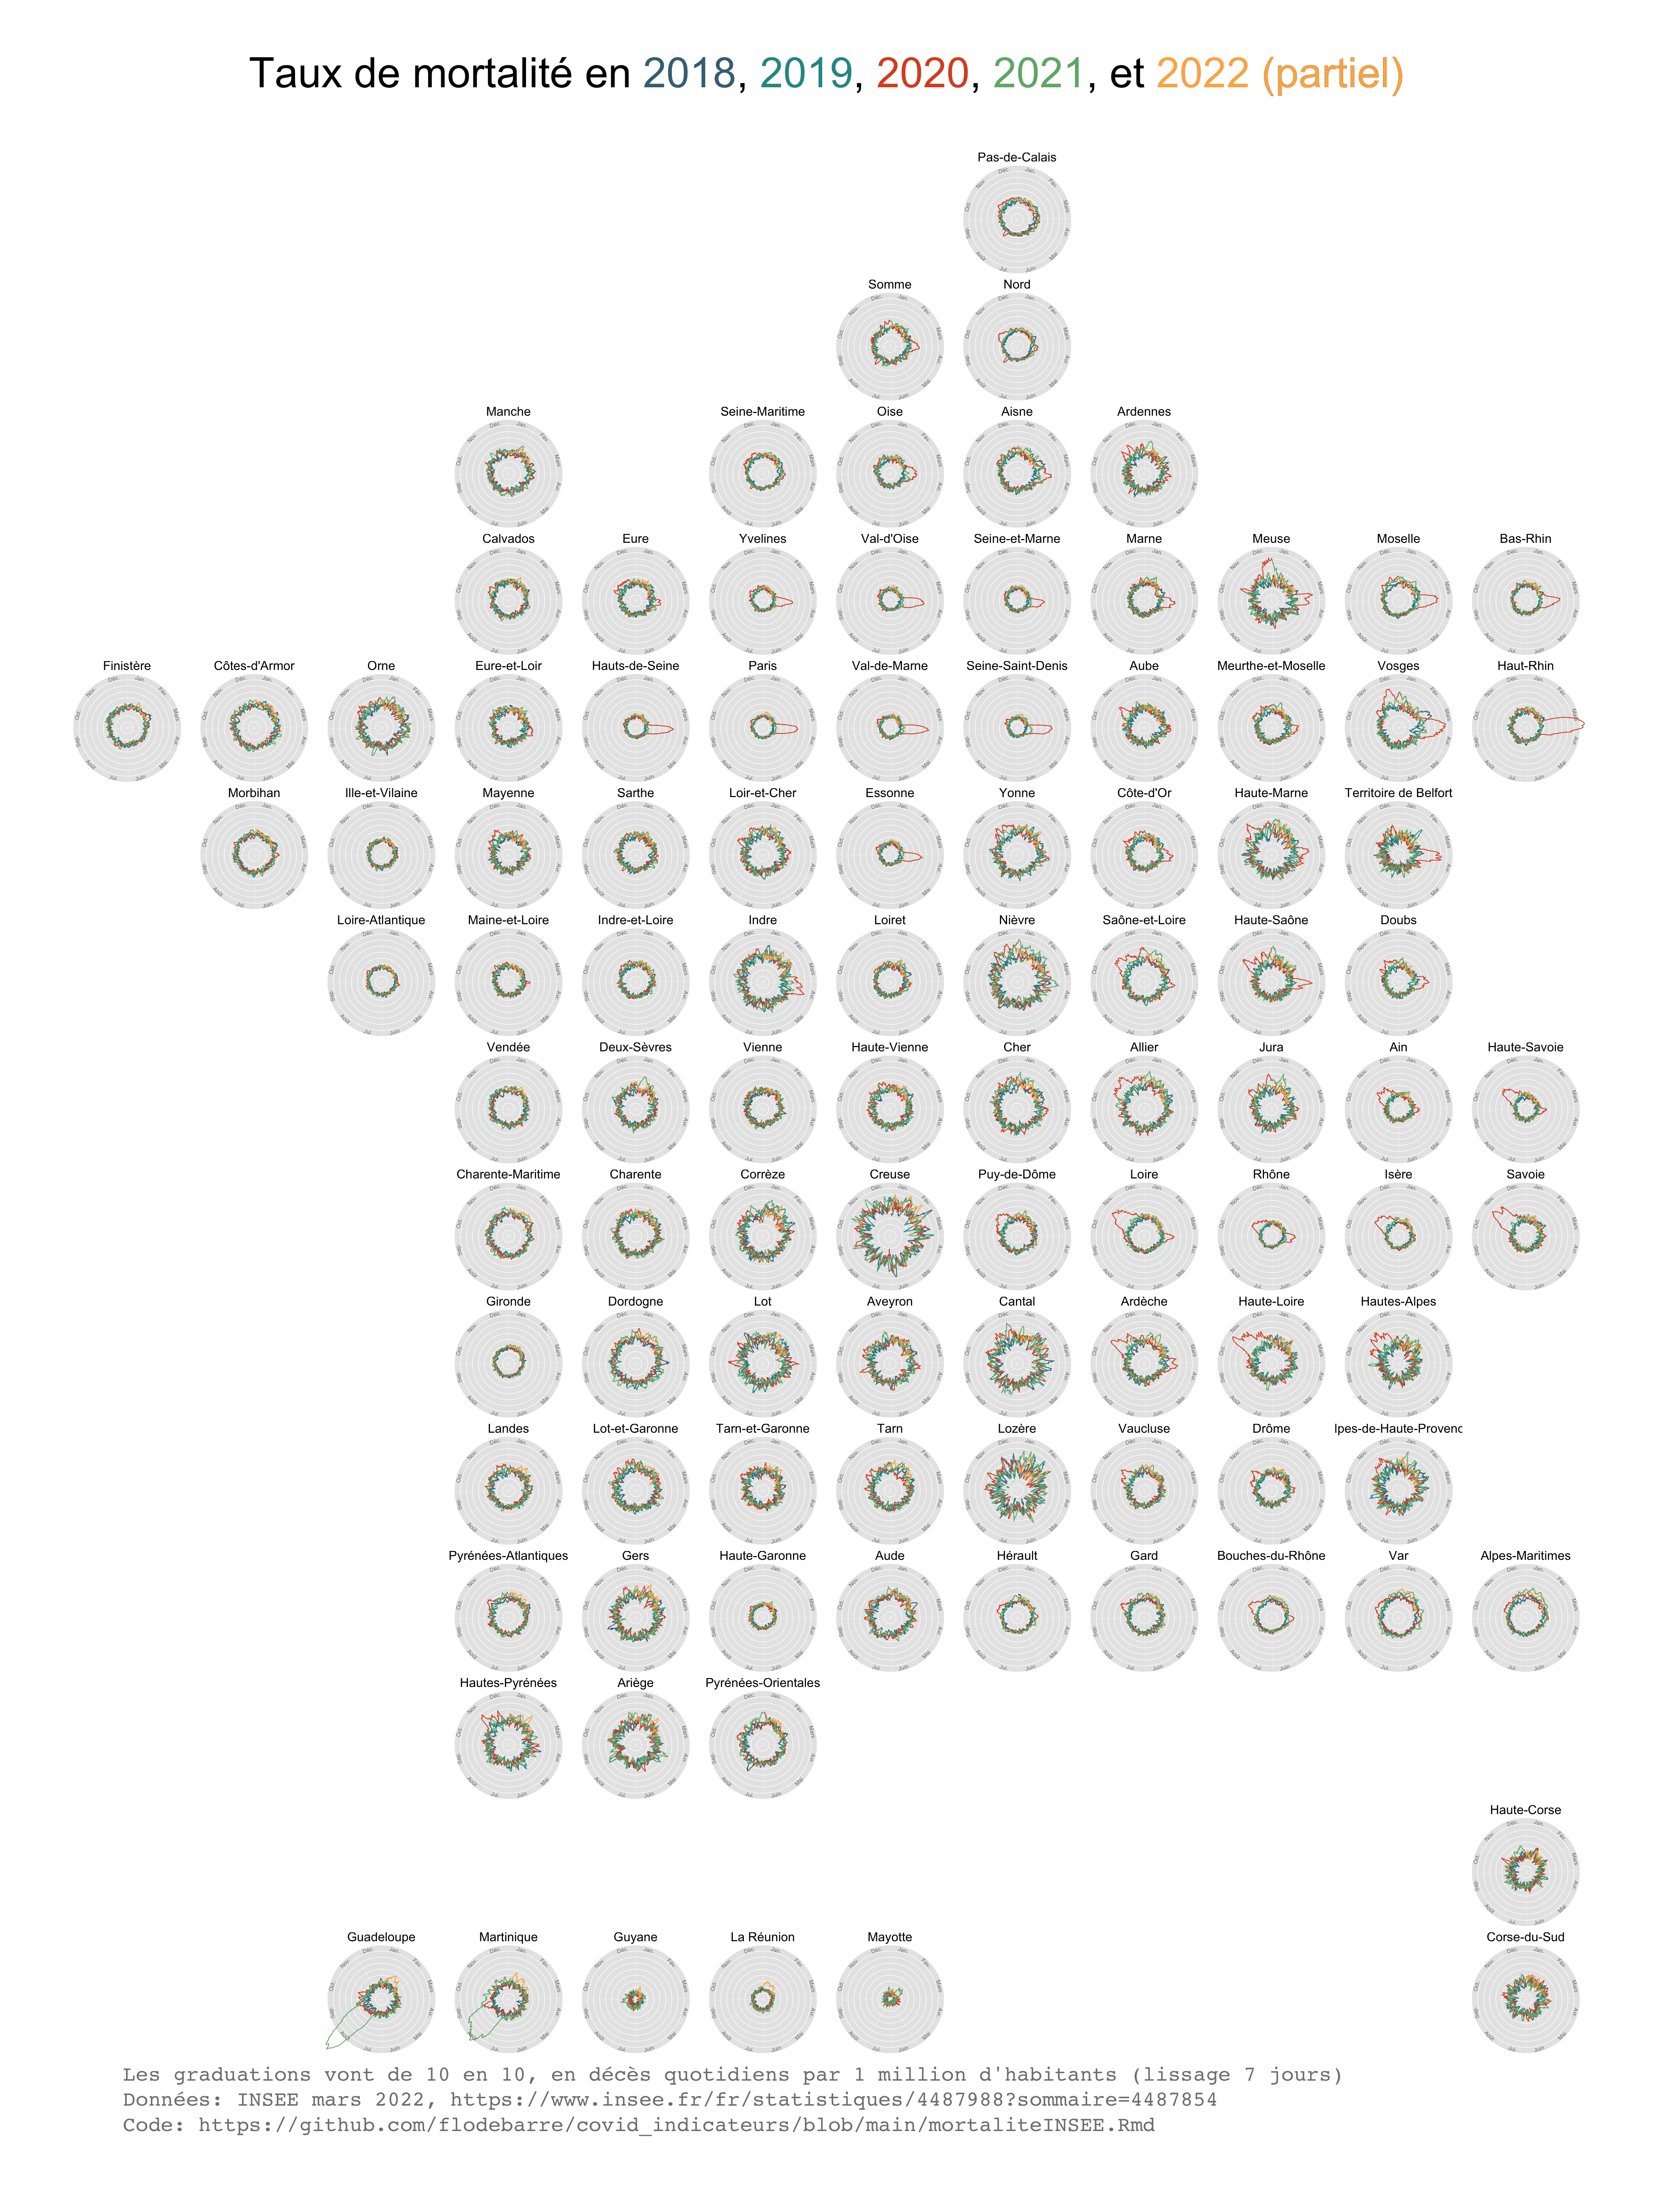 Taux de mortalité en 2018, 2019, 2020, 2021, et 2022 (partiel)
Pas-de-Calais
Somme Nord
Manche Seine-Maritime Oise Aisne Ardennes
Calvados Eure Yvelines Val-d'Oise Seine-et-Marne Marne Meuse Moselle Bas-Rhin
Finistère Côtes-d'Armor Orne Eure-et-Loir Hauts-de-Seine Paris Val-de-Marne Seine-Saint-Denis Aube Meurthe-et-Moselle Vosges Haut-Rhin
Morbihan Ille-et-Vilaine Mayenne Sarthe Loir-et-Cher Essonne Yonne Côte-d'Or Haute-Marne Territoire de Belfort
Loire-Atlantique Maine-et-Loire Indre-et-Loire Indre Loiret Nièvre Saône-et-Loire Haute-Saône Doubs
Vendée Deux-Sèvres Vienne Haute-Vienne Cher Allier Jura Ain Haute-Savoie
Charente-Maritime Charente Corrèze Creuse Puy-de-Dôme Loire Rhône Isère Savoie
Gironde Dordogne Lot Aveyron Cantal Ardèche Haute-Loire Hautes-Alpes
Landes Lot-et-Garonne Tarn-et-Garonne Tarn Lozère Vaucluse Drôme lpes-de-Haute-Provenc
Pyrénées-Atlantiques Gers Haute-Garonne Aude Hérault Gard Bouches-du-Rhône Var Alpes-Maritimes
Hautes-Pyrénées Ariège Pyrénées-Orientales
Haute-Corse
Guadeloupe Martinique Guyane La Réunion Mayotte Corse-du-Sud
Les graduations vont de 10 en 10, en décès quotidiens par 1 million d'habitants (lissage 7 jours)
Données: INSEE mars 2022, https://www.insee.fr/fr/statistiques/4487988?sommaire=4487854
Code: https://github.com/flodebarre/covid_indicateurs/blob/main/mortaliteINSEE.Rmd